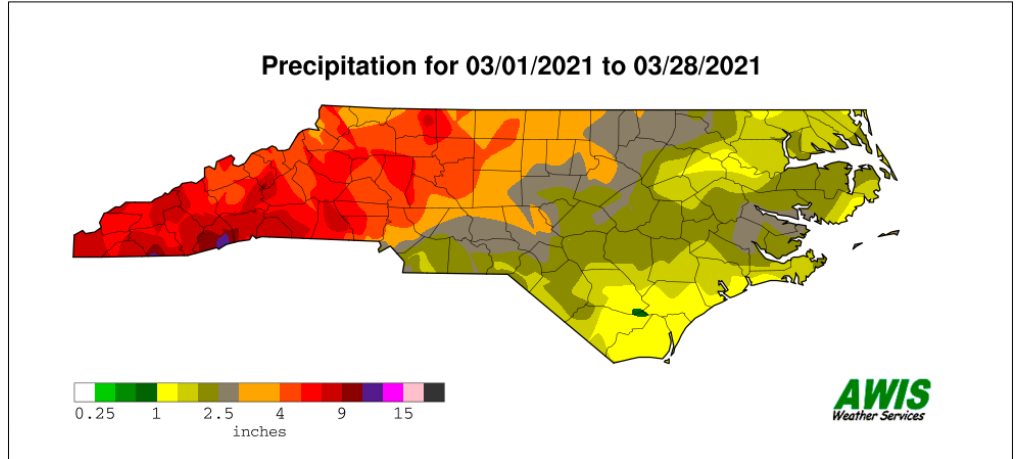 Precipitation for 03/01/2021 to 03/28/2021
0.25 1 2.5 4 9 15
inches
AWIS
Weather Services